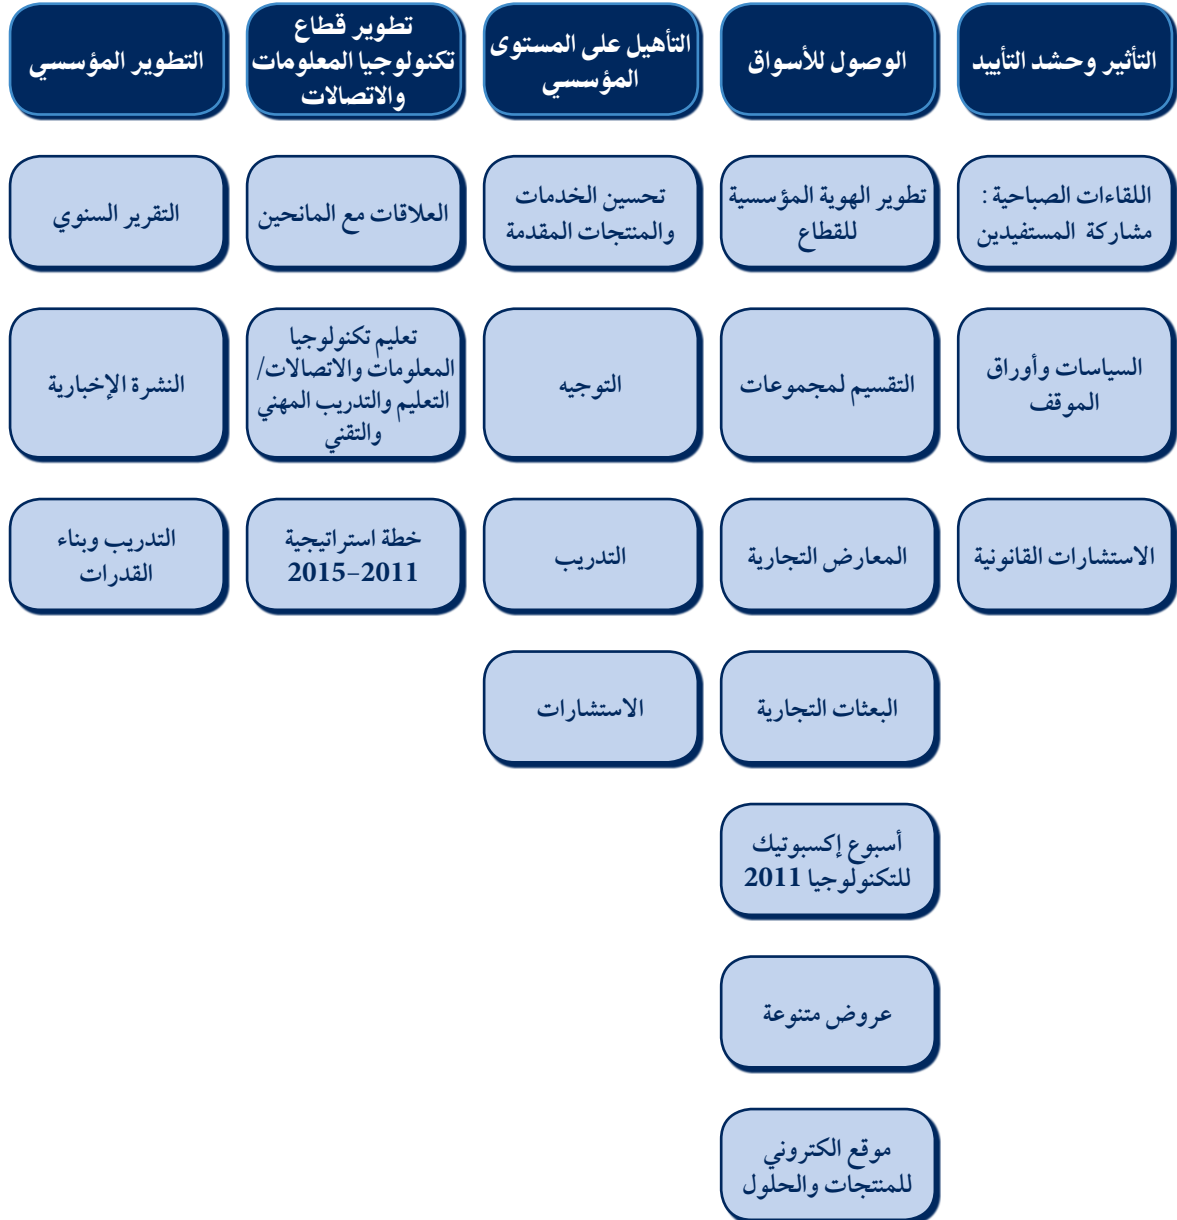 التأثير وحشد التأييد
الوصول للأسواق
التأهيل على المستوى
المؤسسي
تطوير قطاع
تكنولوجيا المعلومات
والاتصالات
التطوير المؤسسي
اللقاءات الصباحية :
مشاركة المستفيدين
تطوير الهوية المؤسسية
للقطاع
تحسين الخدمات
والمنتجات المقدمة
العلاقات مع المانحين
التقرير السنوي
السياسات وأوراق
الموقف
التقسيم لمجموعات
التوجيه
تعليم تكنولوجيا
المعلومات والاتصالات/
التعليم والتدريب المهني
والتقني
النشرة الإخبارية
الاستشارات القانونية
المعارض التجارية
التدريب
خطة استراتيجية
2011-2015
التدريب وبناء
القدرات
البعثات التجارية
الاستشارات
أسبوع إكسبوتيك
للتكنولوجيا 2011
عروض متنوعة
موقع الكتروني
للمنتجات والحلول